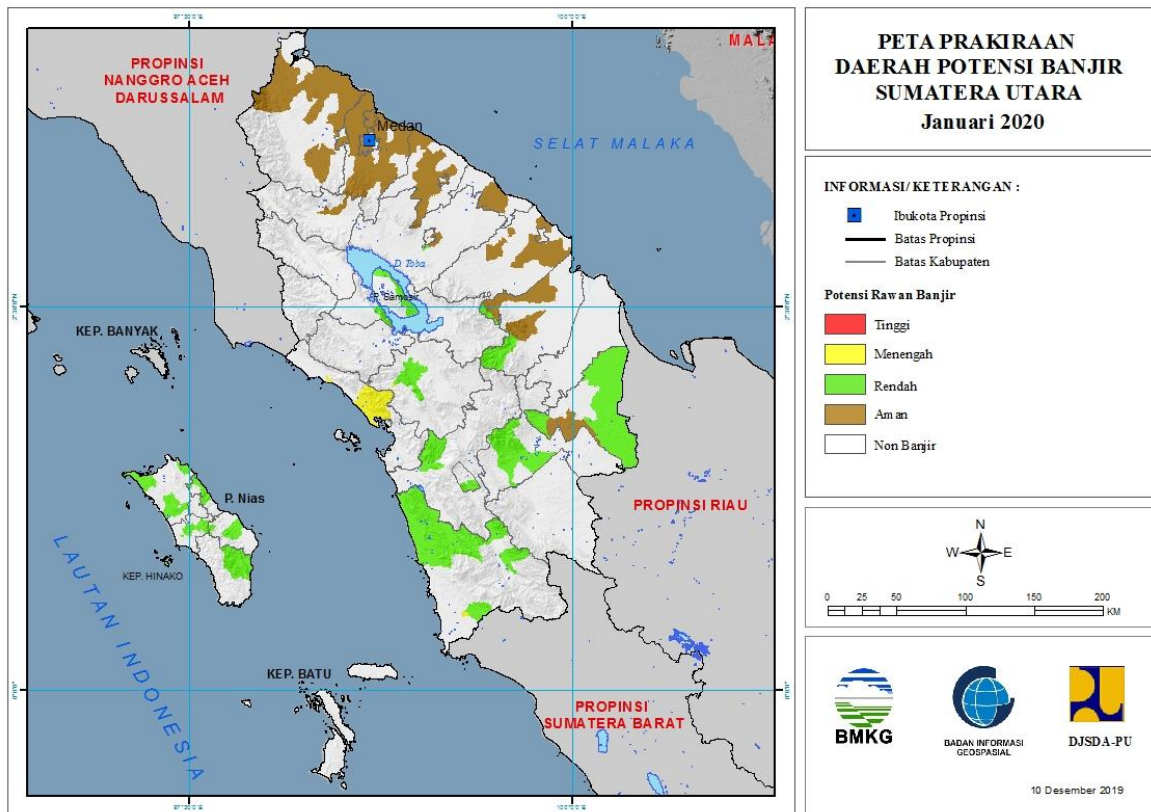 PROPINSI
NANGGRO ACEH
DARUSSALAM
MALA
Medan
SELAT MALAKA
D. Toba
P. Samosir
KEP. BANYAK
P. Nias
PROPINSI RIAU
KEP. HINAKO
LAUTAN INDONESIA
KEP. BATU
PROPINSI
SUMATERA BARAT
PETA PRAKIRAAN
DAERAH POTENSI BANJIR
SUMATERA UTARA
Januari 2020
INFORMASI/ KETERANGAN :
Ibukota Propinsi
Batas Propinsi
Batas Kabupaten
Potensi Rawan Banjir
Tinggi
Menengah
Rendah
Aman
Non Banjir
N
W E
S
0 50 100 150 200
KM
BMKG
BADAN INFORMASI
GEOSPASIAL
DJSDA-PU
10 Desember 2019